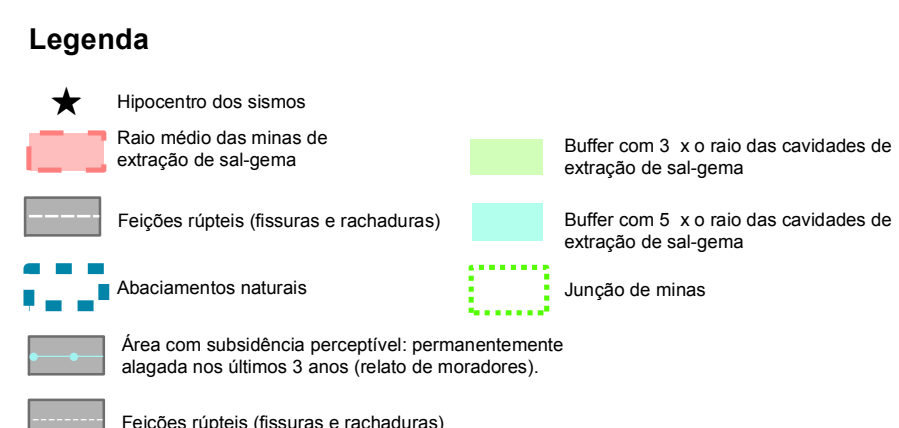 Legenda
Hipocentro dos sismos
Raio médio das minas de
extração de sal-gema
Feições rúpteis (fissuras e rachaduras)
Abaciamentos naturais
Área com subsidência perceptível: permanentemente
alagada nos últimos 3 anos (relato de moradores).
Feições rúpteis (fissuras e rachaduras)
Buffer com 3 x o raio das cavidades de
extração de sal-gema
Buffer com 5 x o raio das cavidades de
extração de sal-gema
Junção de minas